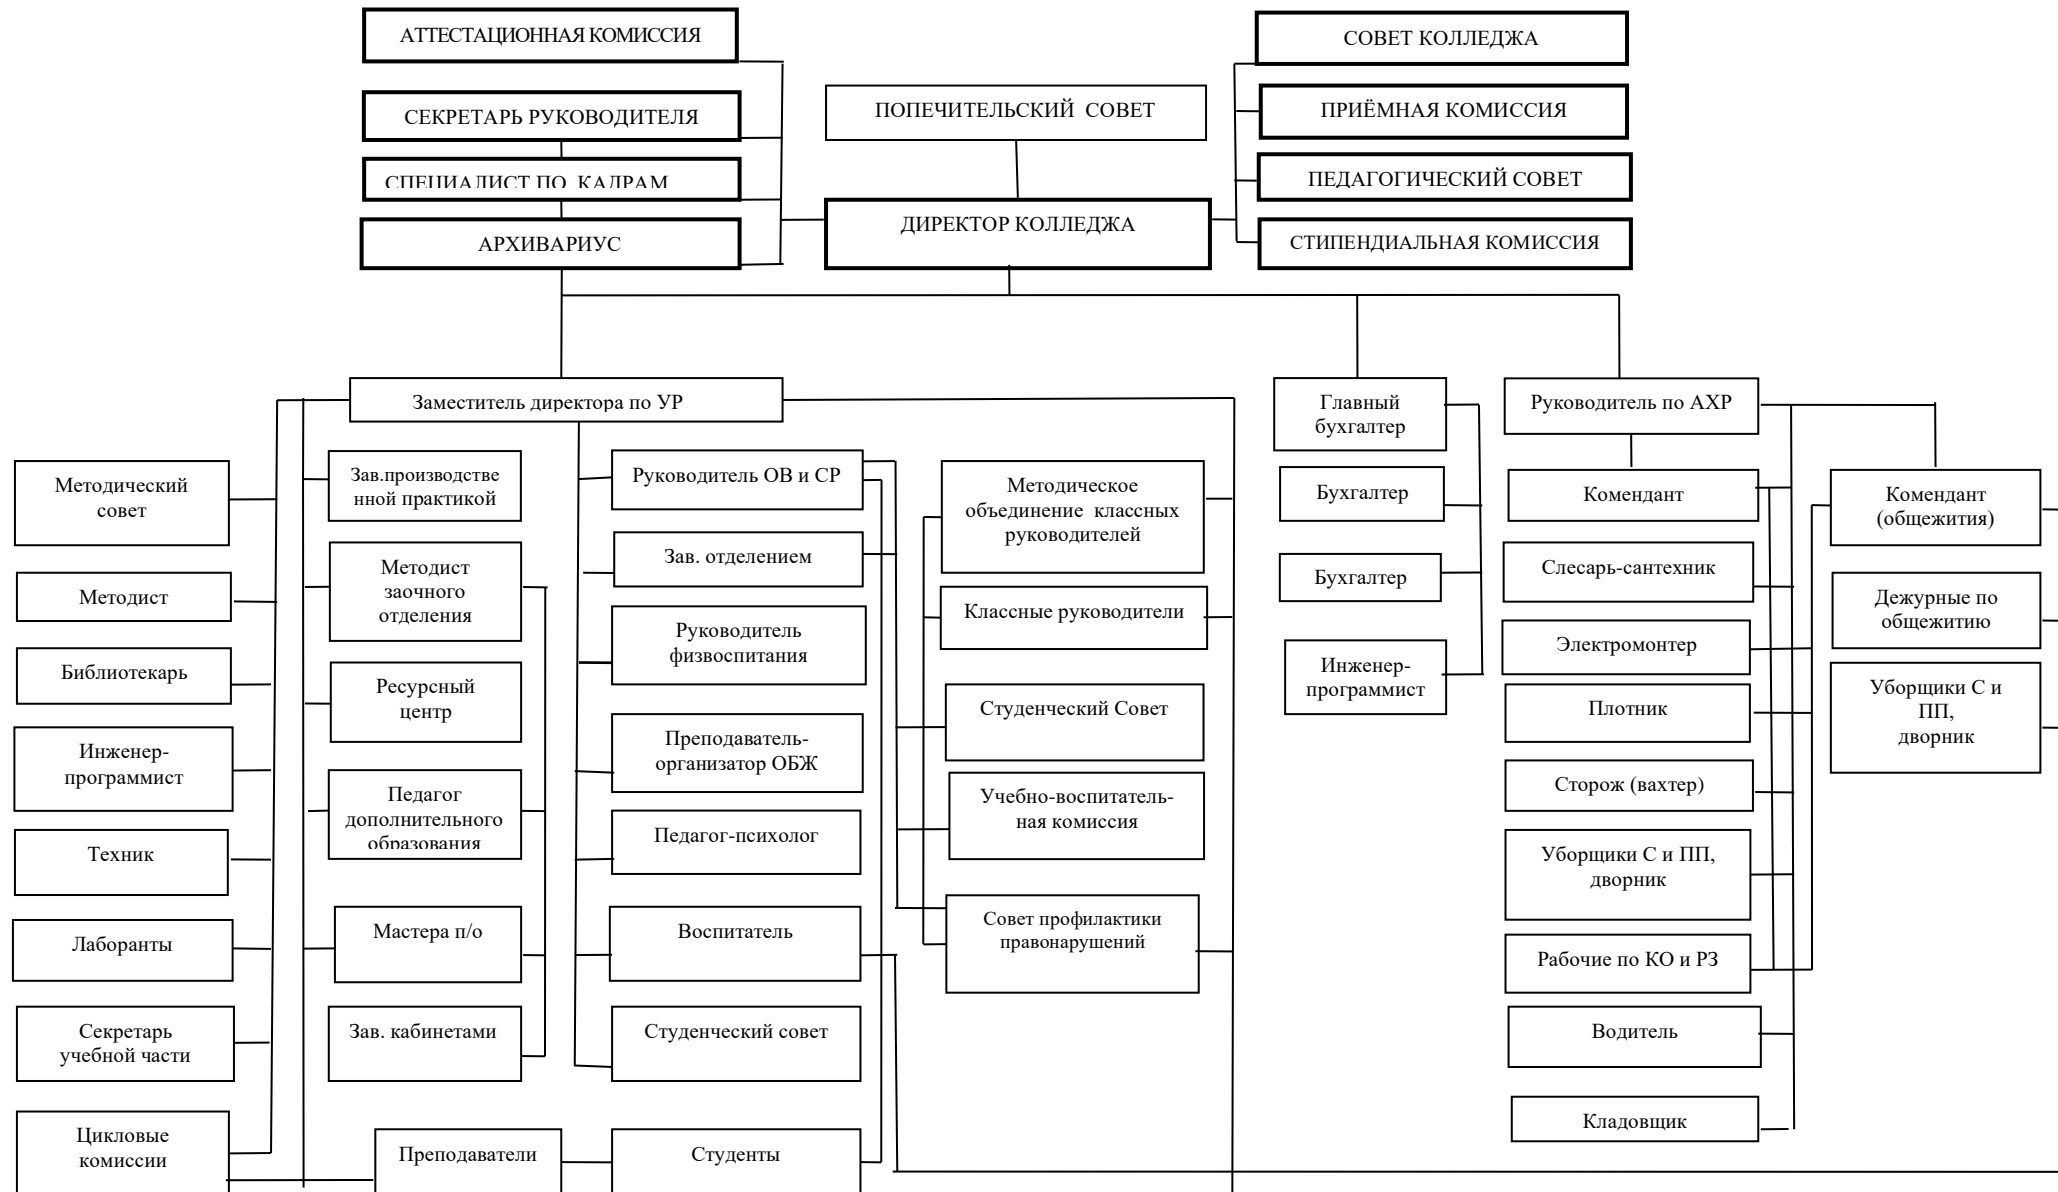 АТТЕСТАЦИОННАЯ КОМИССИЯ
СОВЕТ КОЛЛЕДЖА
СЕКРЕТАРЬ РУКОВОДИТЕЛЯ
ПОПЕЧИТЕЛЬСКИЙ СОВЕТ
ПРИЁМНАЯ КОМИССИЯ
СПЕЦИАЛИСТ ПО КАДРАМ
ПЕДАГОГИЧЕСКИЙ СОВЕТ
АРХИВАРИУС
ДИРЕКТОР КОЛЛЕДЖА
СТИПЕНДИАЛЬНАЯ КОМИССИЯ
Заместитель директора по УР
Главный
бухгалтер
Руководитель по АХР
Методический
совет
Методист
Библиотекарь
Инженер-
программист
Техник
Лаборанты
Секретарь
учебной части
Цикловые
комиссии
Зав.производстве
нной практикой
Методист
заочного
отделения
Ресурсный
центр
Педагог
дополнительного
образования
Мастера п/о
Зав. кабинетами
Преподаватели
Руководитель ОВ и СР
Зав. отделением
Руководитель
физвоспитания
Преподаватель-
организатор ОБЖ
Педагог-психолог
Воспитатель
Студенческий совет
Студенты
Методическое
объединение классных
руководителей
Классные руководители
Студенческий Совет
Учебно-воспитатель-
ная комиссия
Совет профилактики
правонарушений
Бухгалтер
Бухгалтер
Инженер-
программист
Комендант
Слесарь-сантехник
Электромонтер
Плотник
Сторож (вахтер)
Уборщики С и ПП,
дворник
Рабочие по КО и РЗ
Водитель
Кладовщик
Комендант
(общежития)
Дежурные по
общежитию
Уборщики С и
ПП,
дворник